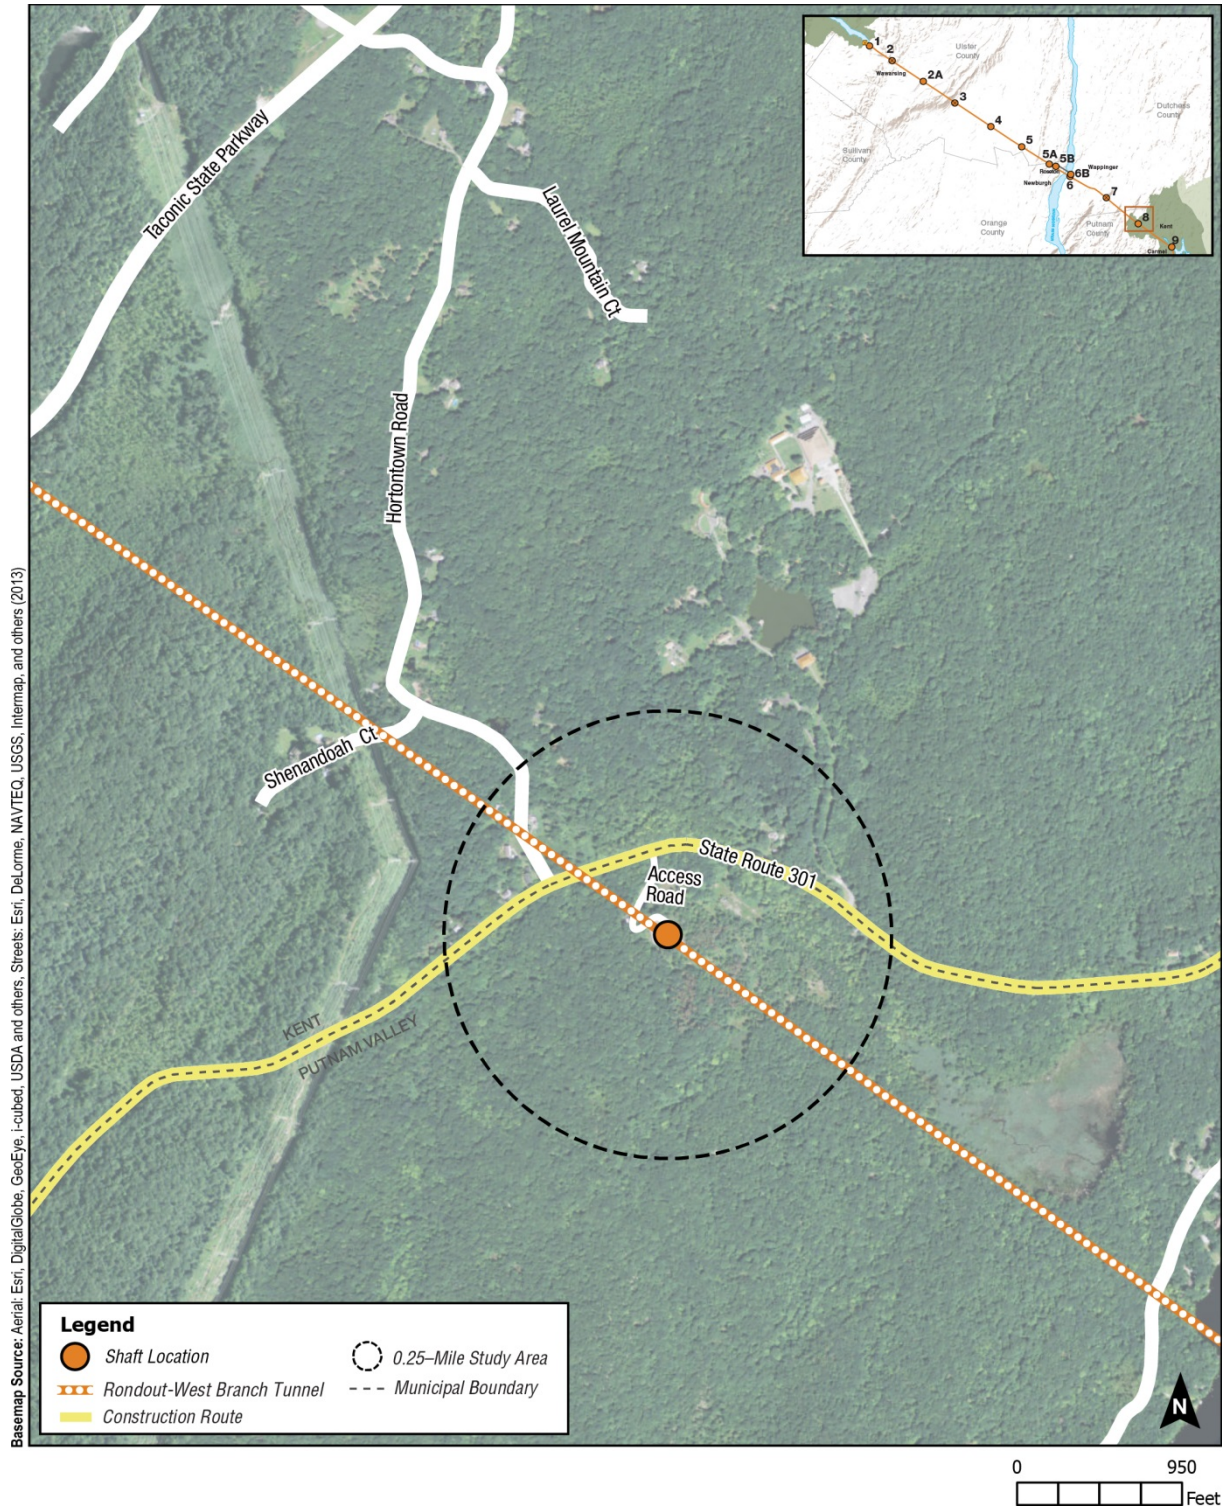 1
2
Wawarsing
Ulster
County
2A
3
Dutchess
County
4
Sullivan
County
5
5A
5B
Wappinger
6B
Newburgh
6
7
Orange
County
Putnam
County
8
Kent
9
Carmel
Taconic State Parkway
Laurel Mountain Ct
Hortontown Road
Shenandoah Ct
State Route 301
Access
Road
KENT
PUTNAM VALLEY
Basemap Source: Aerial: Esri, DigitalGlobe, GeoEye, i-cubed, USDA and others, Streets: Esri, DeLorme, NAVTEQ, USGS, Intermap, and others (2013)
Legend
Shaft Location
0.25–Mile Study Area
Rondout-West Branch Tunnel
Municipal Boundary
Construction Route
N
0 950
Feet